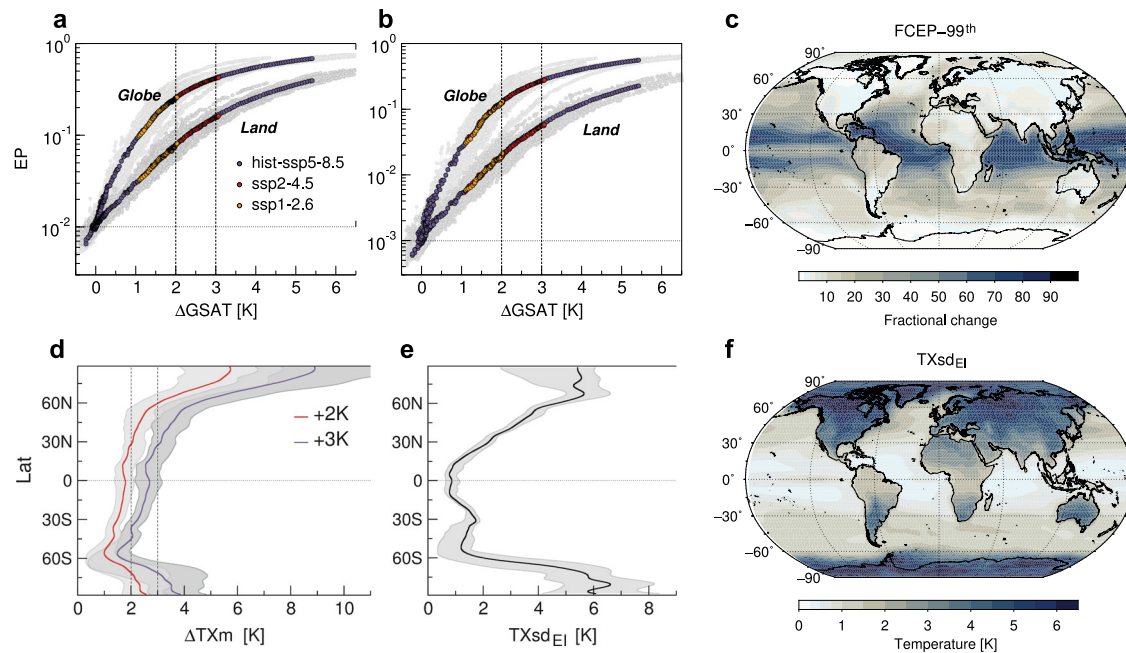 a
10⁰
10⁻¹
10⁻²
EP
Globe
Land
hist-ssp5-8.5
ssp2-4.5
ssp1-2.6
0 1 2 3 4 5 6
ΔGSAT [K]
b
10⁰
10⁻¹
10⁻²
10⁻³
Globe
Land
0 1 2 3 4 5 6
ΔGSAT [K]
c
FCEP−99th
90°
60°
30°
0°
−30°
−60°
−90
10 20 30 40 50 60 70 80 90
Fractional change
d
60N
30N
0
30S
60S
Lat
+2K
+3K
2 4 6 8 10
ΔTXm [K]
e
0 2 4 6 8
TXsdEI [K]
f
TXsdEI
90°
60°
30°
0°
−30°
−60°
−90
0 1 2 3 4 5 6
Temperature [K]